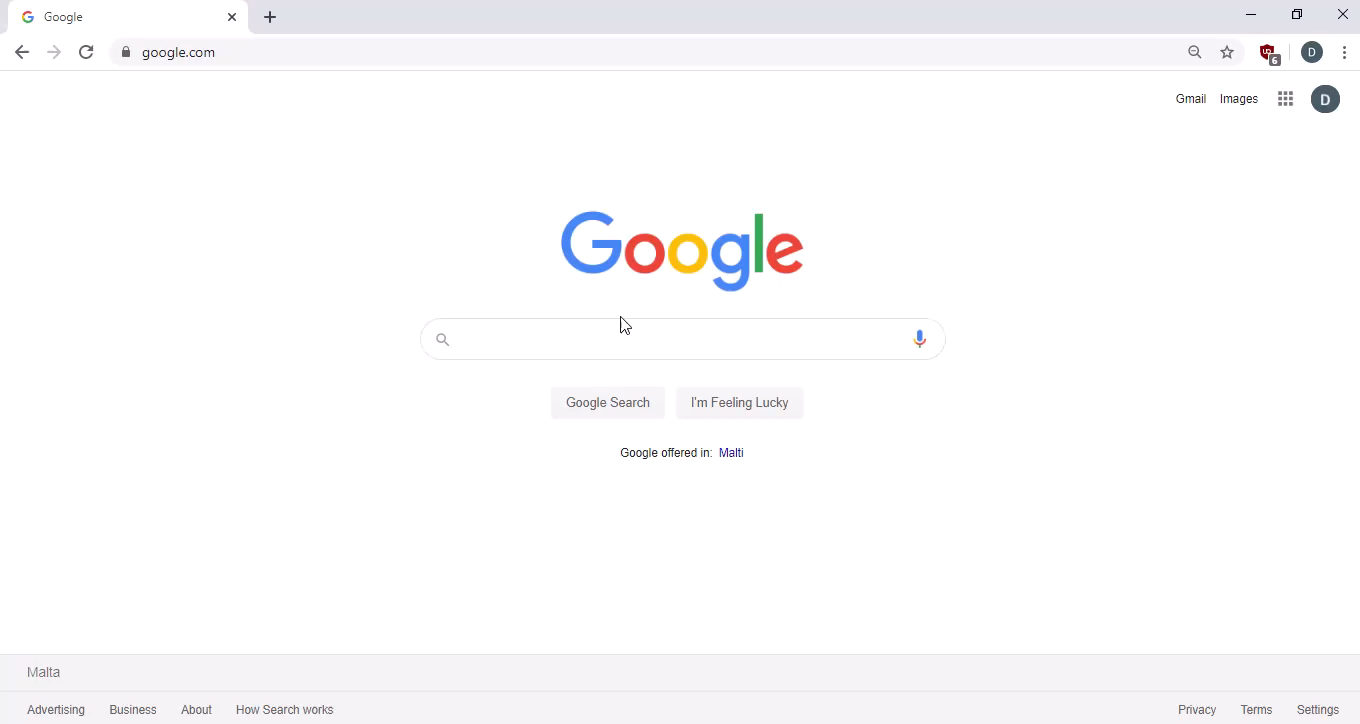 Google
google.com
6
D
Gmail Images
D
Google
Google Search I'm Feeling Lucky
Google offered in: Malti
Malta
Advertising Business About How Search works Privacy Terms Settings